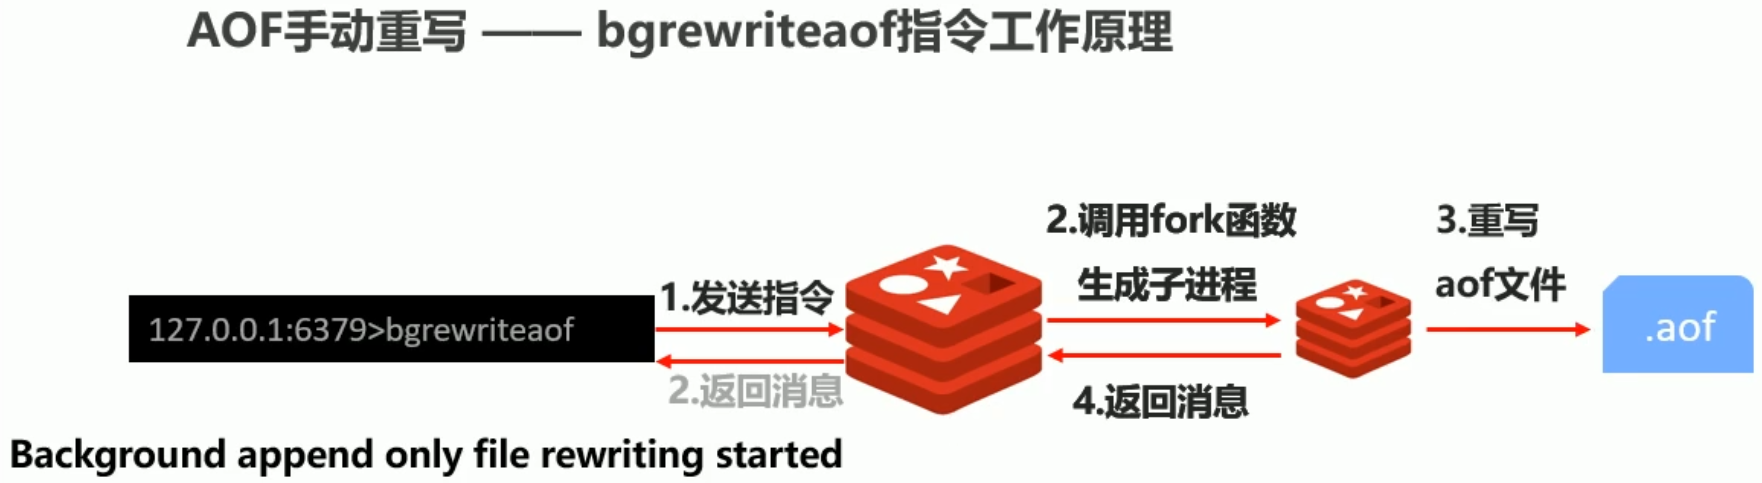 AOF手动重写 —— bgrewriteaof指令工作原理
127.0.0.1:6379>bgrewriteaof
1.发送指令
2.返回消息
Background append only file rewriting started
2.调用fork函数
生成子进程
4.返回消息
3.重写
aof文件
.aof